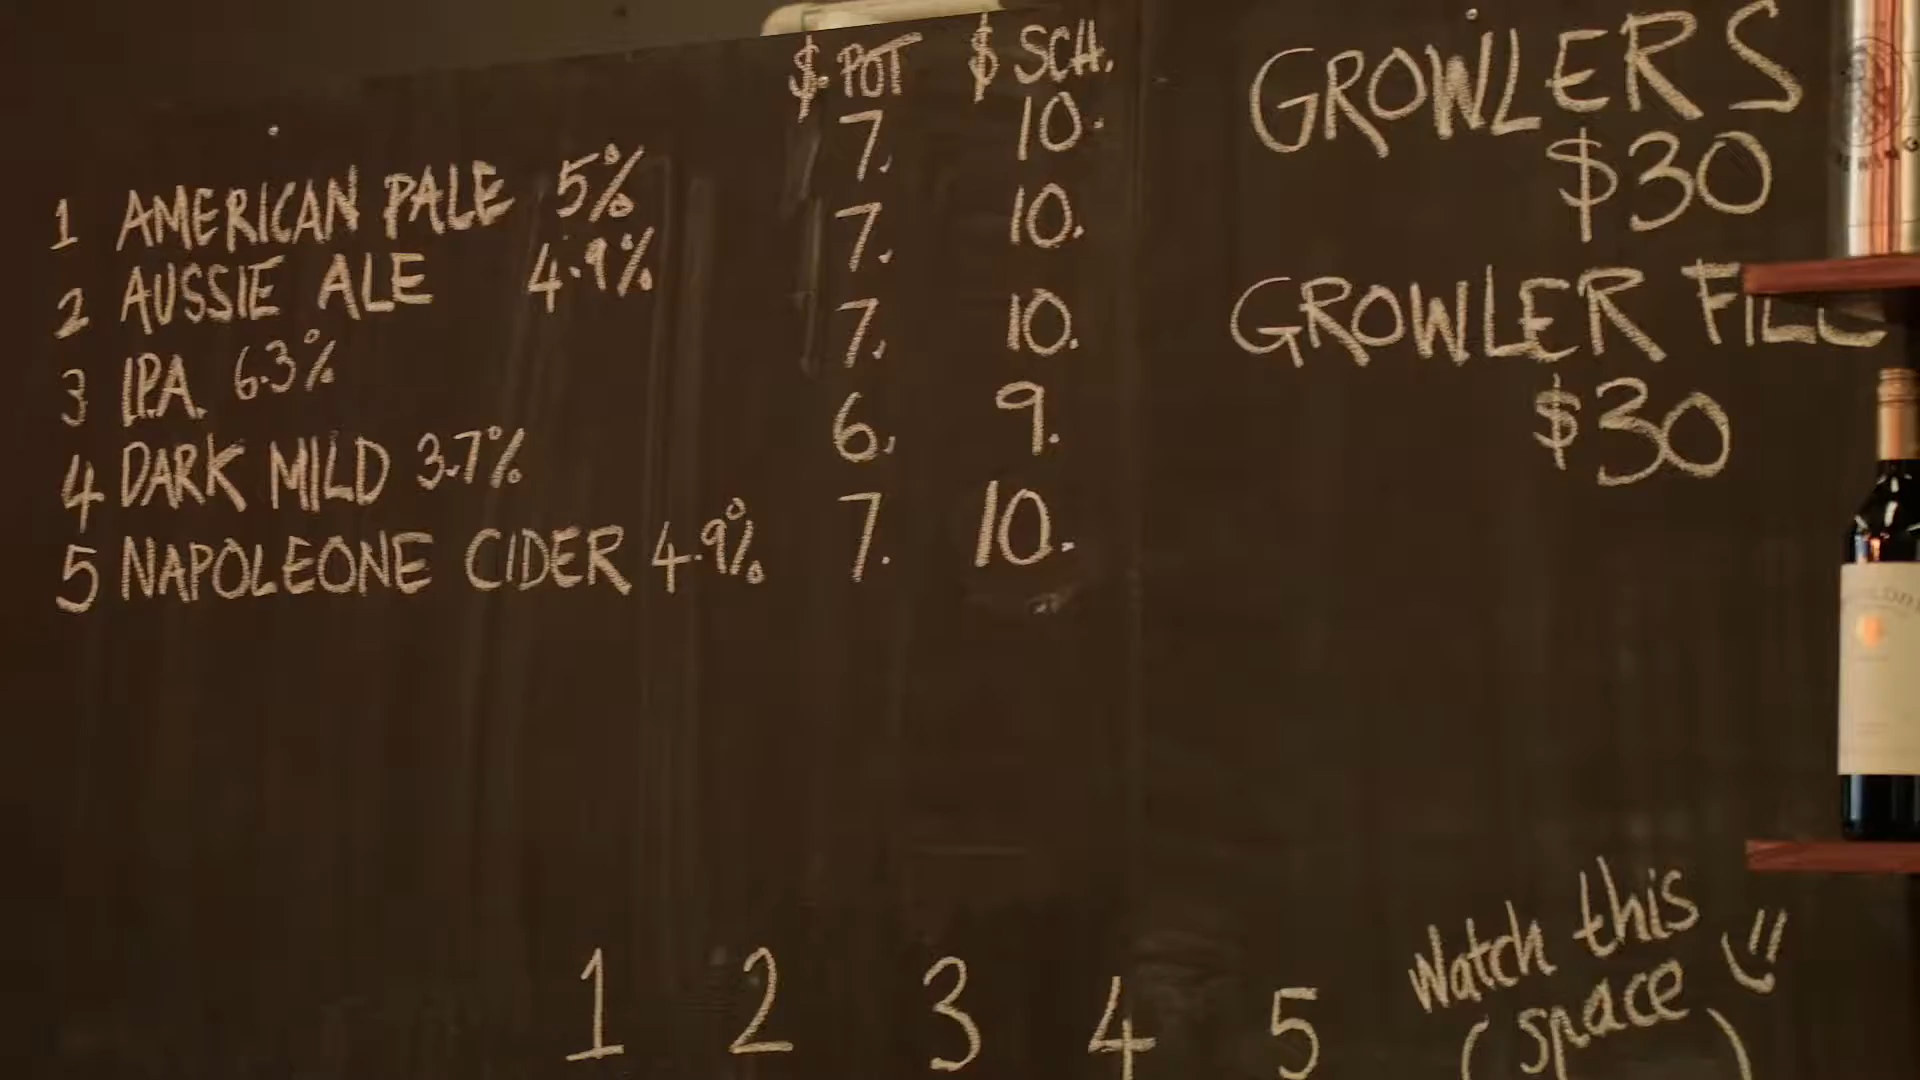 $ POT $ SCH.
1 AMERICAN PALE 5% 7. 10.
2 AUSSIE ALE 4.9% 7. 10.
3 I.P.A. 6.3% 7. 10.
4 DARK MILD 3.7% 6. 9.
5 NAPOLEONE CIDER 4.9% 7. 10.
GROWLERS
$30
GROWLER FILL
$30
1 2 3 4 5
Watch this
space